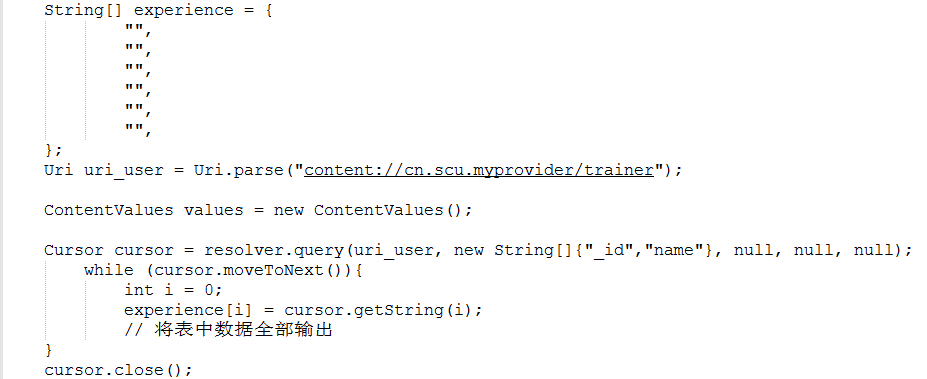 String[] experience = {
"",
"",
"",
"",
"",
"",
};
Uri uri_user = Uri.parse("content://cn.scu.myprovider/trainer");
ContentValues values = new ContentValues();
Cursor cursor = resolver.query(uri_user, new String[]{"_id","name"}, null, null, null);
while (cursor.moveToNext()){
int i = 0;
experience[i] = cursor.getString(i);
// 将表中数据全部输出
}
cursor.close();